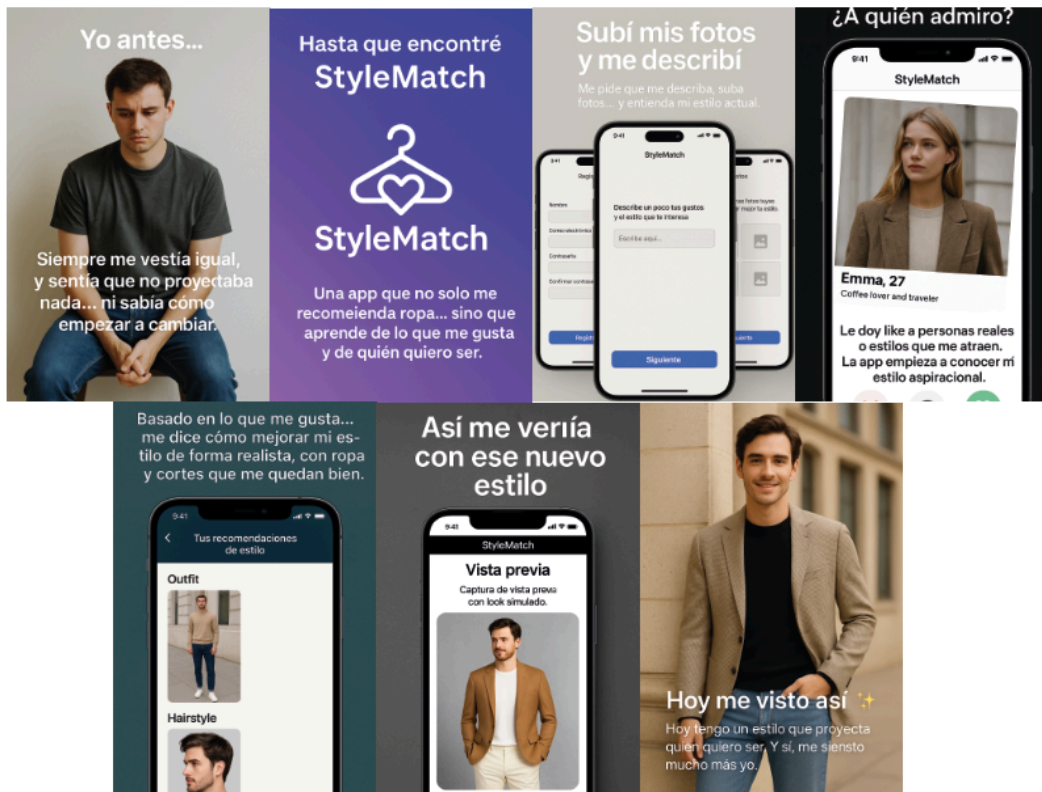 Yo antes...
Siempre me vestía igual,
y sentía que no proyectaba
nada... ni sabía cómo
empezar a cambiar.
Hasta que encontré
StyleMatch
StyleMatch
Una app que no solo me
recomeienda ropa... sino que
aprende de lo que me gusta
y de quién quiero ser.
Subí mis fotos
y me describí
Me pide que me describa, suba
fotos... y entienda mi estilo actual.
9:41
StyleMatch
Describe un poco tus gustos
y el estilo que te interesa
Escribe aquí...
Siguiente
Nombre
Correo electrónico
Contraseña
¿A quién admiro?
9:41
StyleMatch
Emma, 27
Coffee lover and traveler
Le doy like a personas reales
o estilos que me atraen.
La app empieza a conocer mí
estilo aspiracional.
Basado en lo que me gusta...
me dice cómo mejorar mi es-
tilo de forma realista, con ropa
y cortes que me quedan bien.
9:41
Tus recomendaciones
de estilo
Outfit
Hairstyle
Así me verıía
con ese nuevo
estilo
9:41
StyleMatch
Vista previa
Captura de vista preva
con look simulado.
Hoy me visto así ✨
Hoy tengo un estilo que proyecta
quién quiero ser. Y sí, me siensto
mucho más yo.